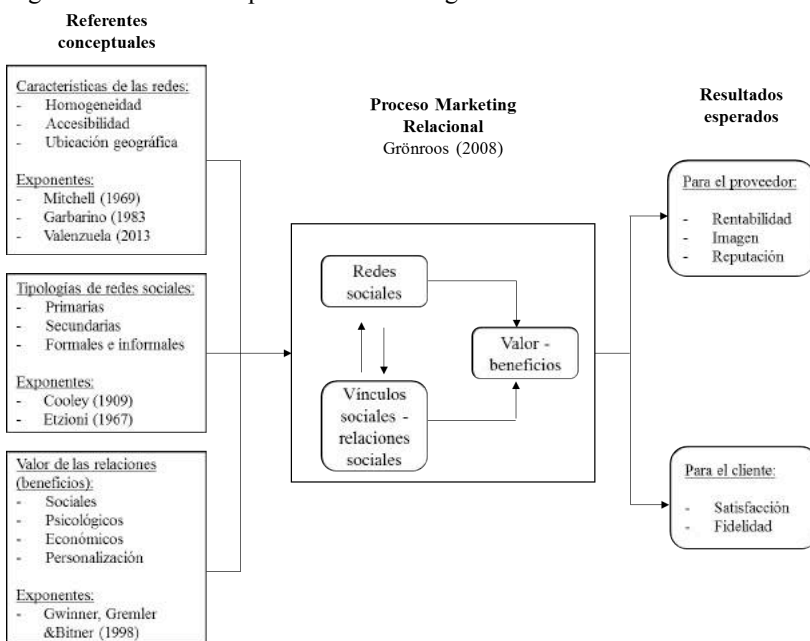 Referentes
conceptuales
Características de las redes:
- Homogeneidad
- Accesibilidad
- Ubicación geográfica
Exponentes:
- Mitchell (1969)
- Garbarino (1983
- Valenzuela (2013
Tipologías de redes sociales:
- Primarias
- Secundarias
- Formales e informales
Exponentes:
- Cooley (1909)
- Etzioni (1967)
Valor de las relaciones
(beneficios):
- Sociales
- Psicológicos
- Económicos
- Personalización
Exponentes:
- Gwinner, Gremler
&Bitner (1998)
Proceso Marketing
Relacional
Grönroos (2008)
Redes
sociales
Vínculos
sociales -
relaciones
sociales
Valor -
beneficios
Resultados
esperados
Para el proveedor:
- Rentabilidad
- Imagen
- Reputación
Para el cliente:
- Satisfacción
- Fidelidad